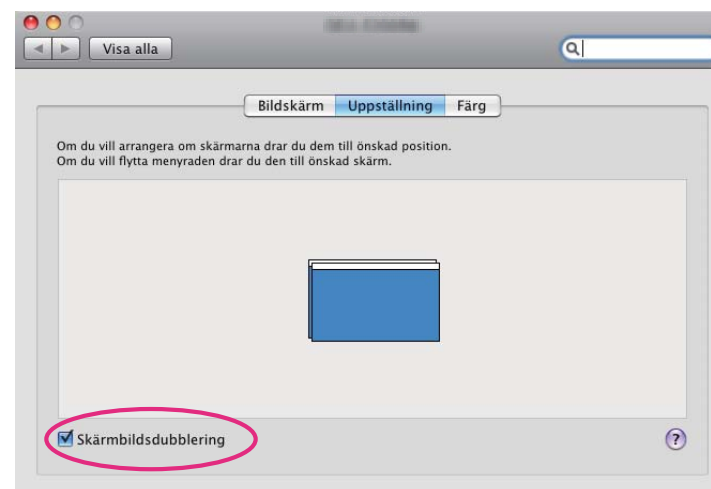 Visa alla
Bildskärm Uppställning Färg
Om du vill arrangera om skärmarna drar du dem till önskad position.
Om du vill flytta menyraden drar du den till önskad skärm.
Skärmbildsdubblering
?